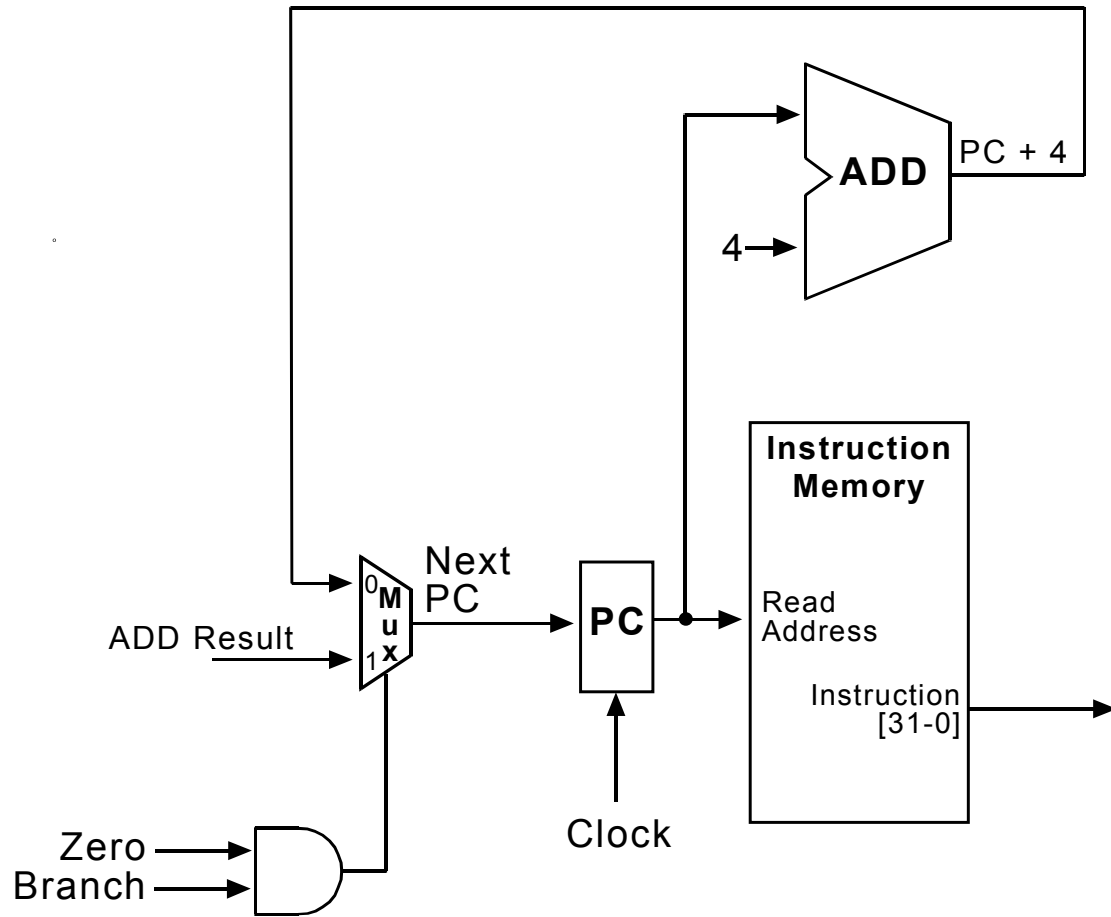 ADD
PC + 4
4
Instruction
Memory
Next
PC
0
M
u
x
1
ADD Result
PC
Read
Address
Instruction
[31-0]
Clock
Zero
Branch